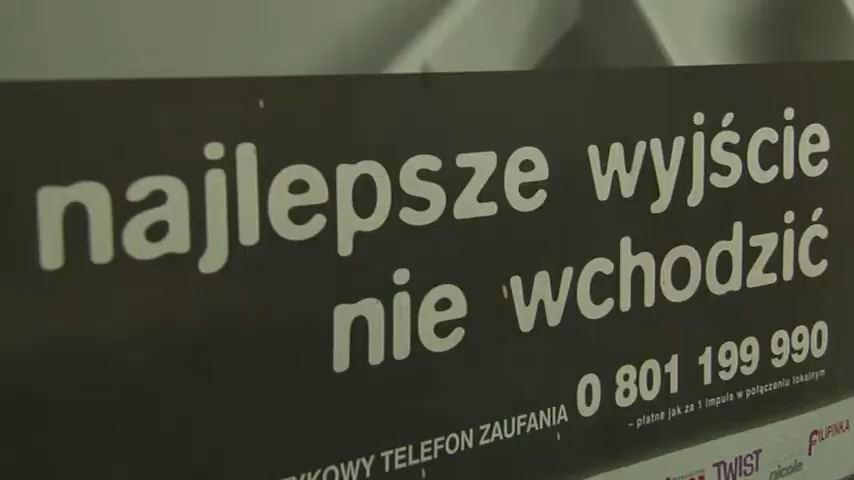 najlepsze wyjście
nie wchodzić
0 801 199 990
– płatne jak za 1 impuls w połączeniu lokalnym
TELEFON ZAUFANIA
TWIST nicole FILIPINKA